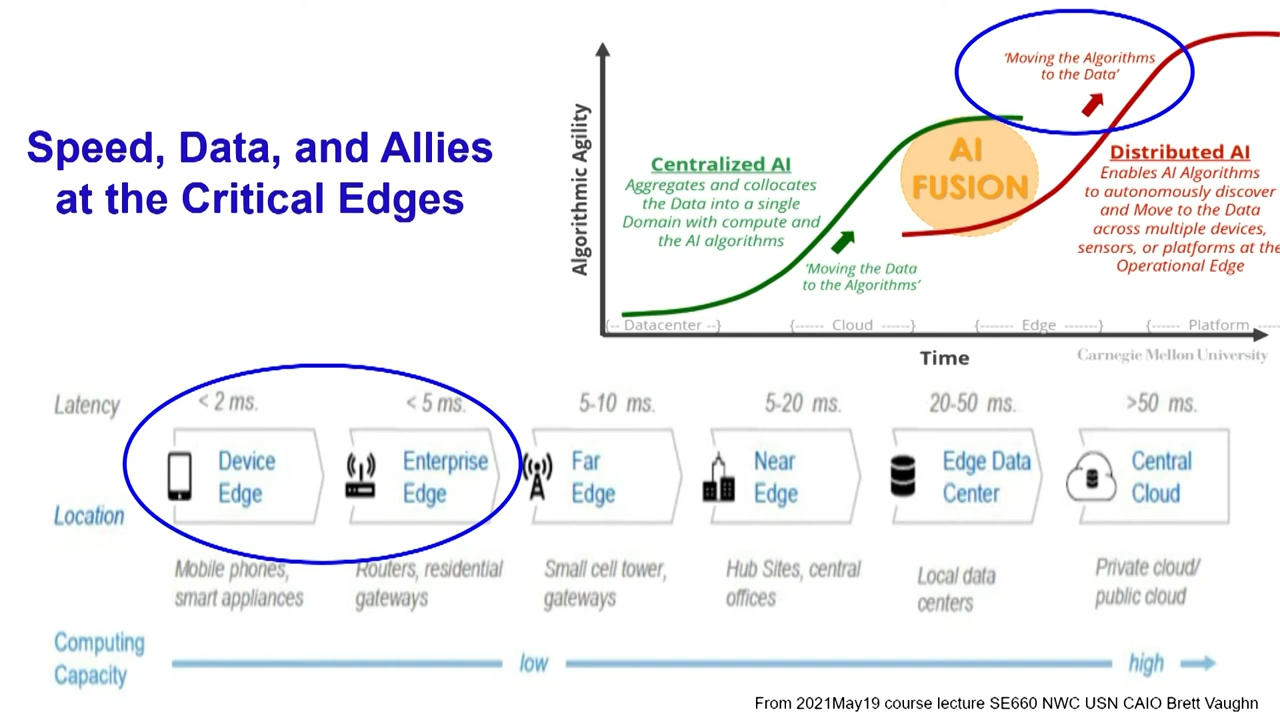 Speed, Data, and Allies
at the Critical Edges
Algorithmic Agility
Centralized AI
Aggregates and collocates
the Data into a single
Domain with compute and
the AI algorithms
'Moving the Data
to the Algorithms'
AI
FUSION
'Moving the Algorithms
to the Data'
Distributed AI
Enables AI Algorithms
to autonomously discover
and Move to the Data
across multiple devices,
sensors, or platforms at the
Operational Edge
{-- Datacenter --}
{------ Cloud ------}
{------- Edge -------}
{------ Platform -----
Time
Carnegie Mellon University
Latency
< 2 ms.
< 5 ms.
5-10 ms.
5-20 ms.
20-50 ms.
>50 ms.
Location
Device
Edge
Enterprise
Edge
Far
Edge
Near
Edge
Edge Data
Center
Central
Cloud
Mobile phones,
smart appliances
Routers, residential
gateways
Small cell tower,
gateways
Hub Sites, central
offices
Local data
centers
Private cloud/
public cloud
Computing
Capacity
low
high
From 2021May19 course lecture SE660 NWC USN CAIO Brett Vaughn